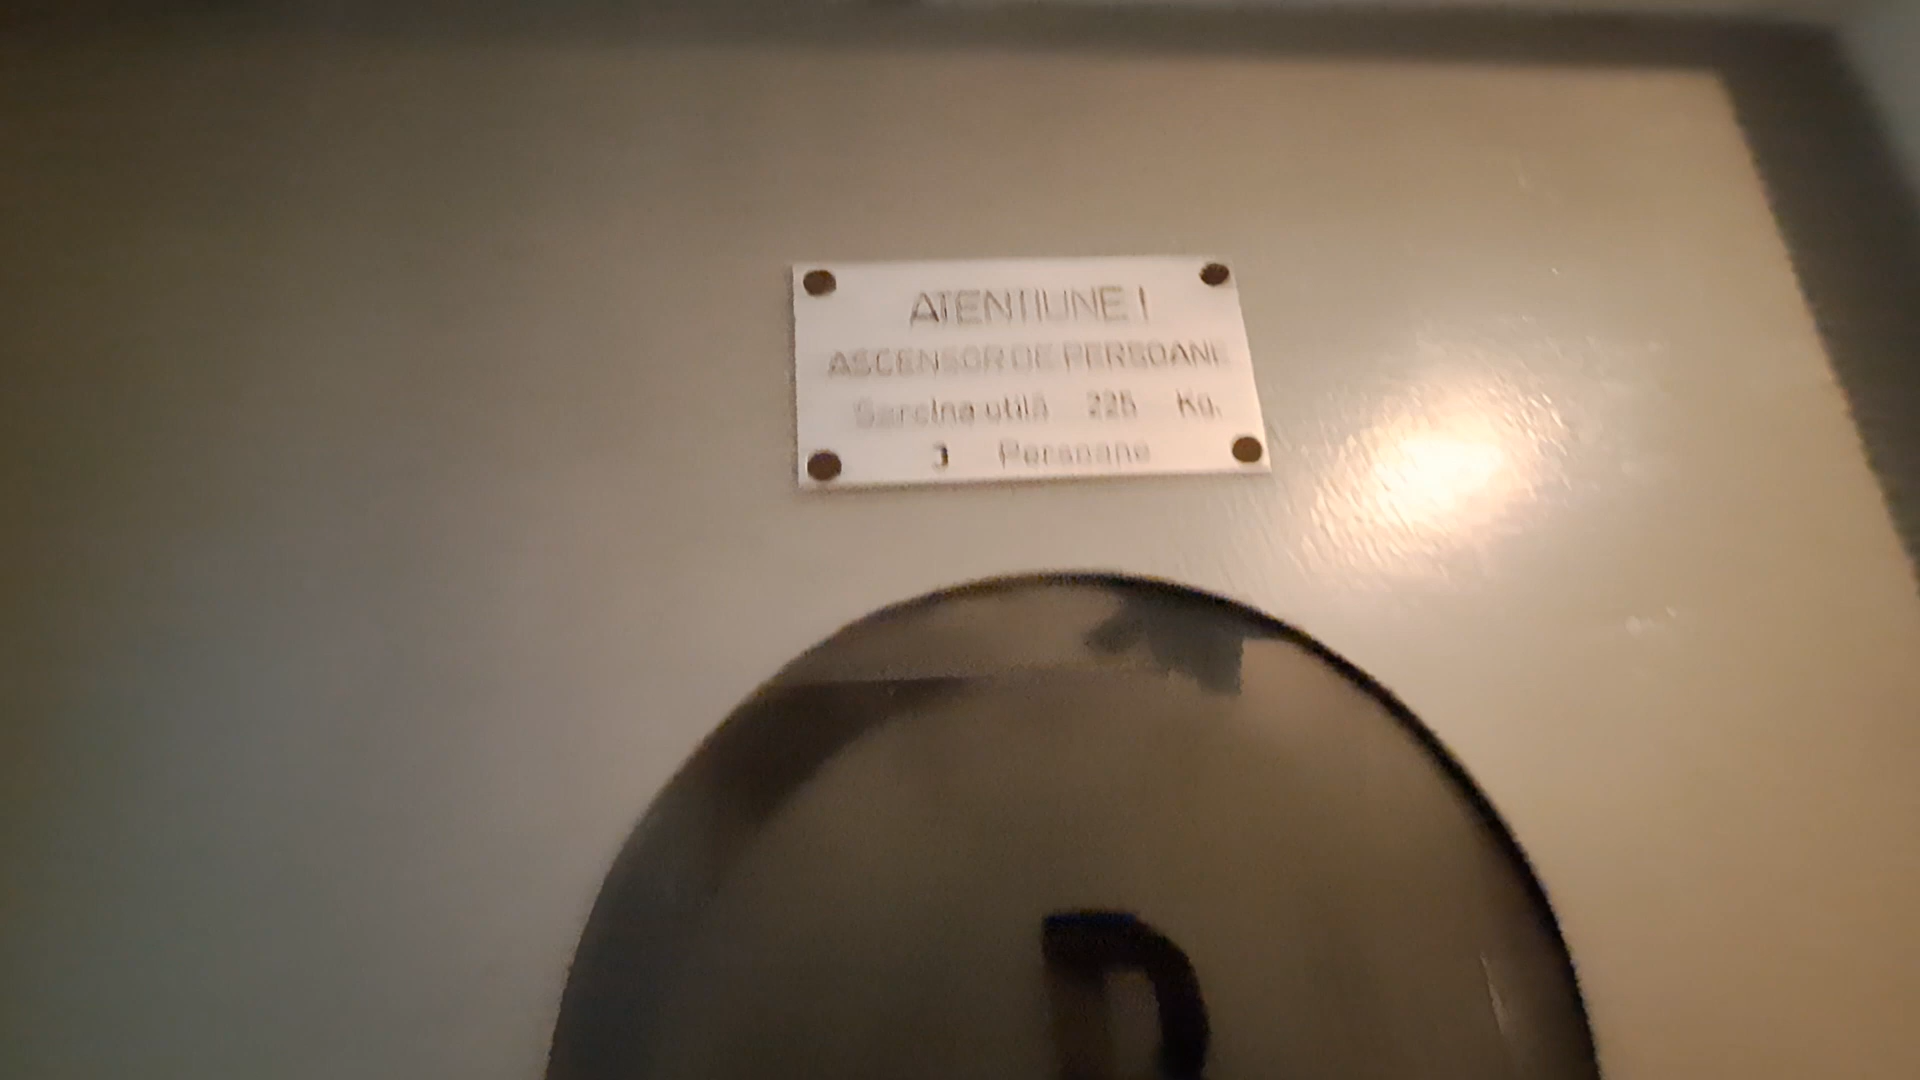 ATENTIUNE !
ASCENSOR DE PERSOANE
Sarcina utilă 225 Kg.
3 Persoane